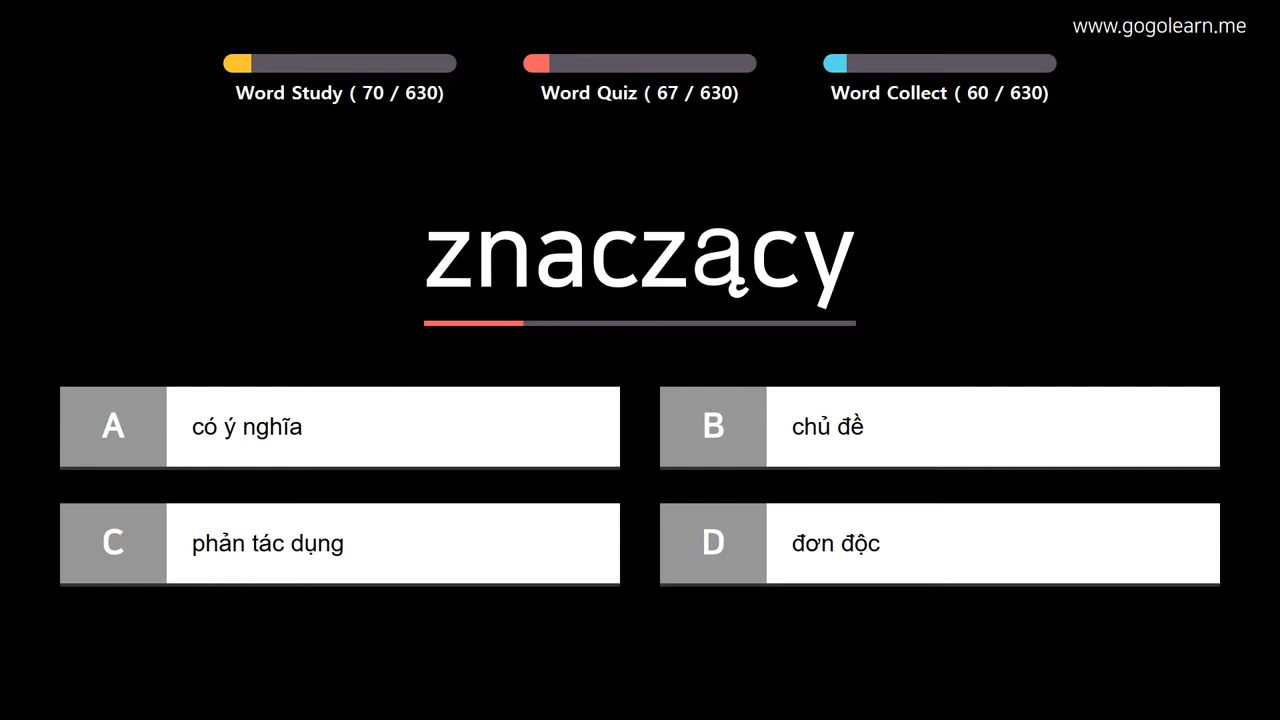 www.gogolearn.me
Word Study ( 70 / 630)
Word Quiz ( 67 / 630)
Word Collect ( 60 / 630)
znaczący
A có ý nghĩa
B chủ đề
C phản tác dụng
D đơn độc